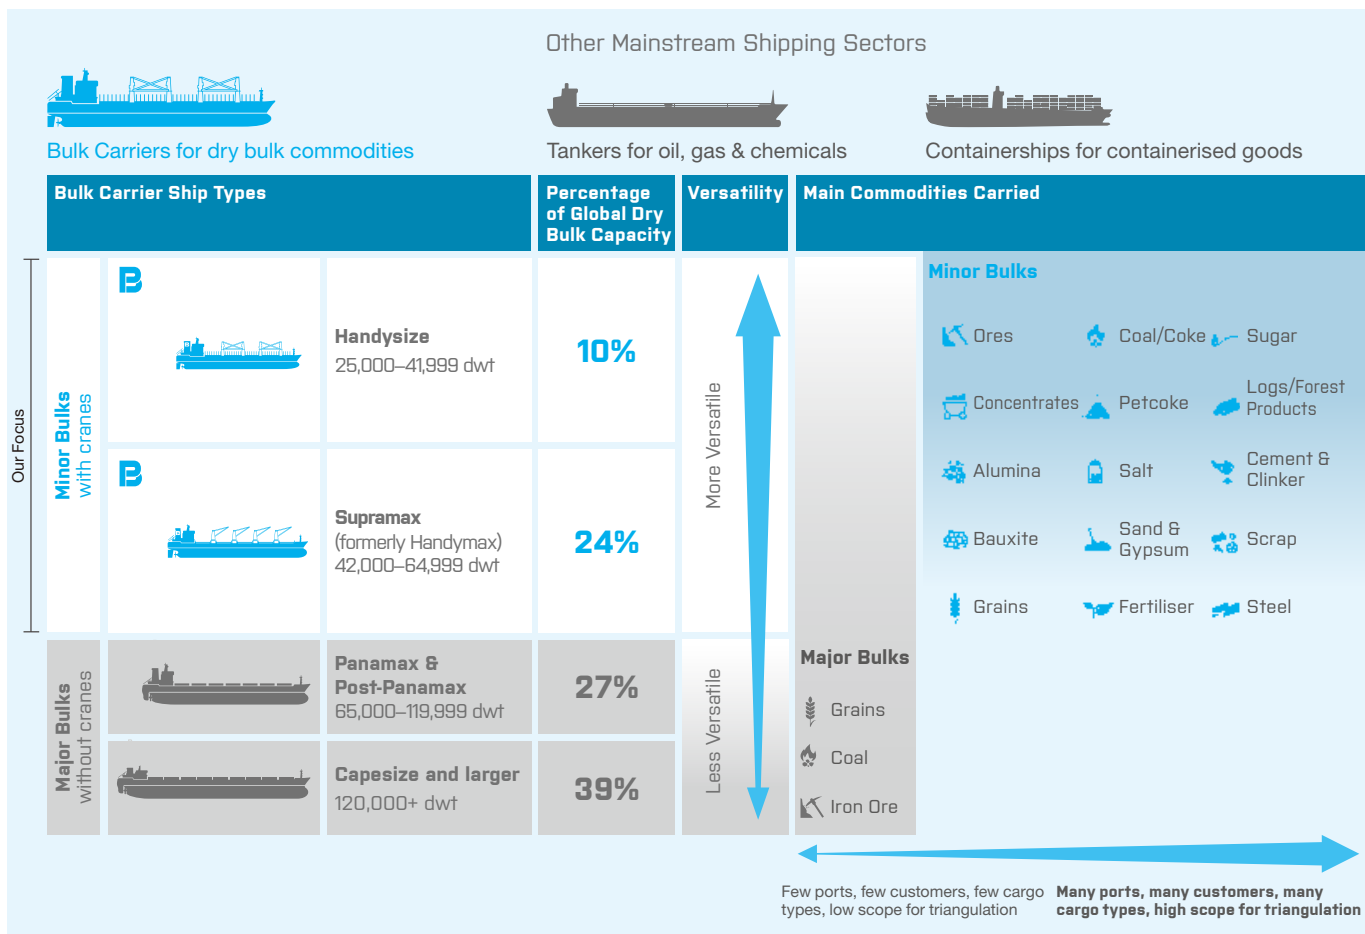 Other Mainstream Shipping Sectors
Bulk Carriers for dry bulk commodities
Tankers for oil, gas & chemicals
Containerships for containerised goods
Bulk Carrier Ship Types
Percentage
of Global Dry
Bulk Capacity
Versatility
Main Commodities Carried
Our Focus
Minor Bulks
with cranes
Handysize
25,000–41,999 dwt
10%
Supramax
(formerly Handymax)
42,000–64,999 dwt
24%
Major Bulks
without cranes
Panamax &
Post-Panamax
65,000–119,999 dwt
27%
Capesize and larger
120,000+ dwt
39%
More Versatile
Less Versatile
Minor Bulks
Ores
Coal/Coke
Sugar
Concentrates
Petcoke
Logs/Forest
Products
Alumina
Salt
Cement &
Clinker
Bauxite
Sand &
Gypsum
Scrap
Grains
Fertiliser
Steel
Major Bulks
Grains
Coal
Iron Ore
Few ports, few customers, few cargo
types, low scope for triangulation
Many ports, many customers, many
cargo types, high scope for triangulation